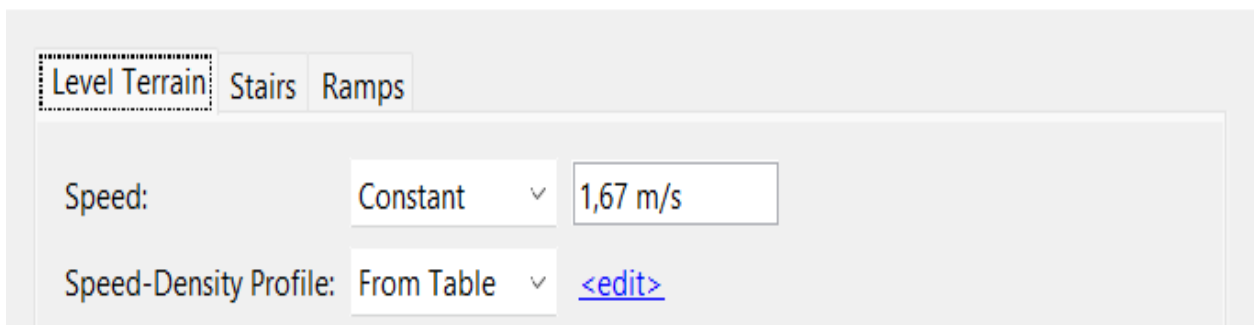 Level Terrain Stairs Ramps
Speed: Constant 1,67 m/s
Speed-Density Profile: From Table <edit>